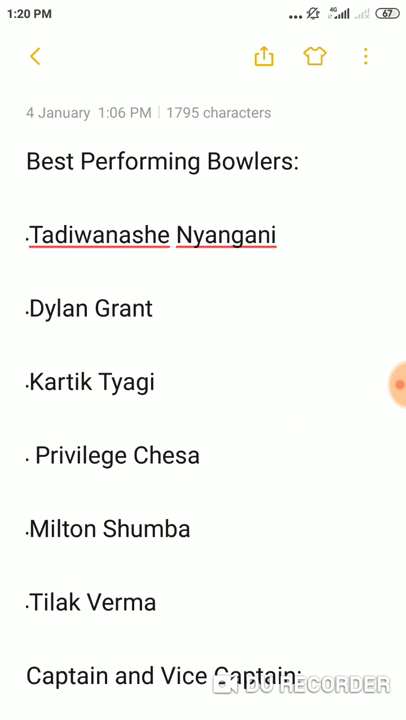 1:20 PM
4G
67
4 January 1:06 PM | 1795 characters
Best Performing Bowlers:
.Tadiwanashe Nyangani
.Dylan Grant
.Kartik Tyagi
. Privilege Chesa
.Milton Shumba
.Tilak Verma
Captain and Vice Captain:
DU RECORDER